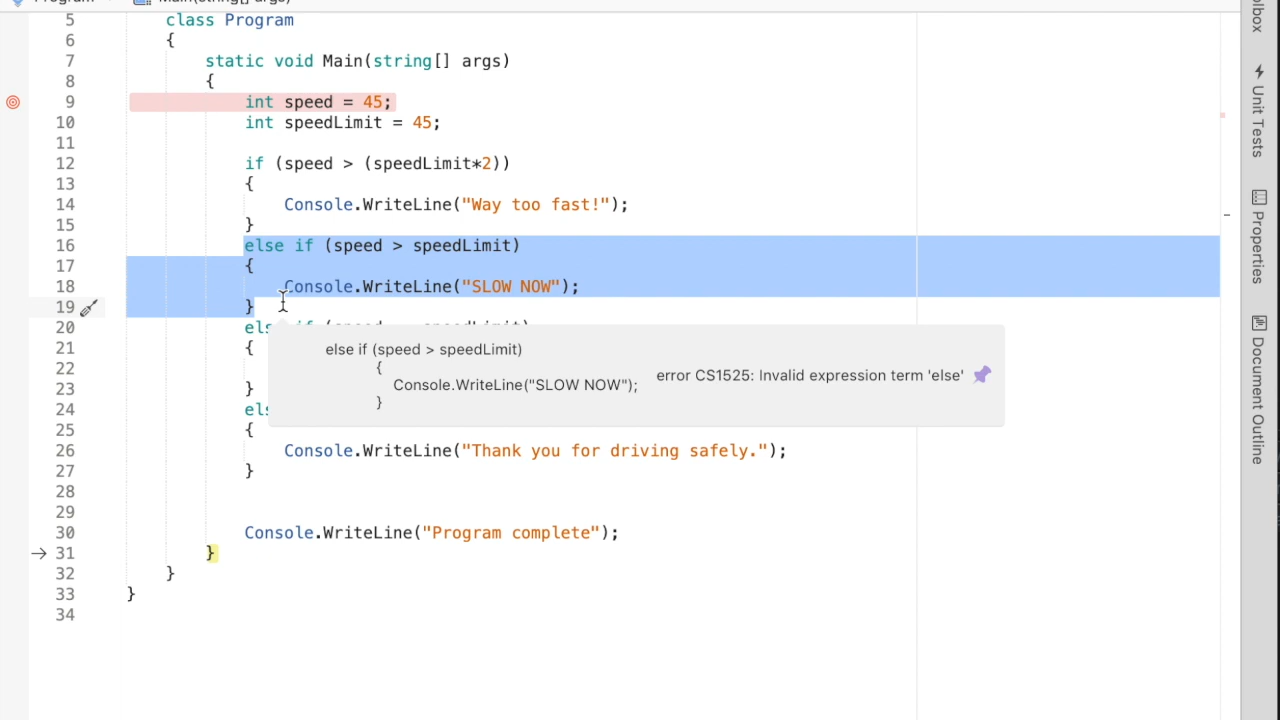 Program
Main(string[] args)
5 class Program
6 {
7 static void Main(string[] args)
8 {
9 int speed = 45;
10 int speedLimit = 45;
11
12 if (speed > (speedLimit*2))
13 {
14 Console.WriteLine("Way too fast!");
15 }
16 else if (speed > speedLimit)
17 {
18 Console.WriteLine("SLOW NOW");
19 }
20
21 {
22
23 }
24
25 {
26 Console.WriteLine("Thank you for driving safely.");
27 }
28
29
30 Console.WriteLine("Program complete");
31 }
32 }
33 }
34
else if (speed > speedLimit)
{
Console.WriteLine("SLOW NOW");
}
error CS1525: Invalid expression term 'else'
Unit Tests
Properties
Document Outline